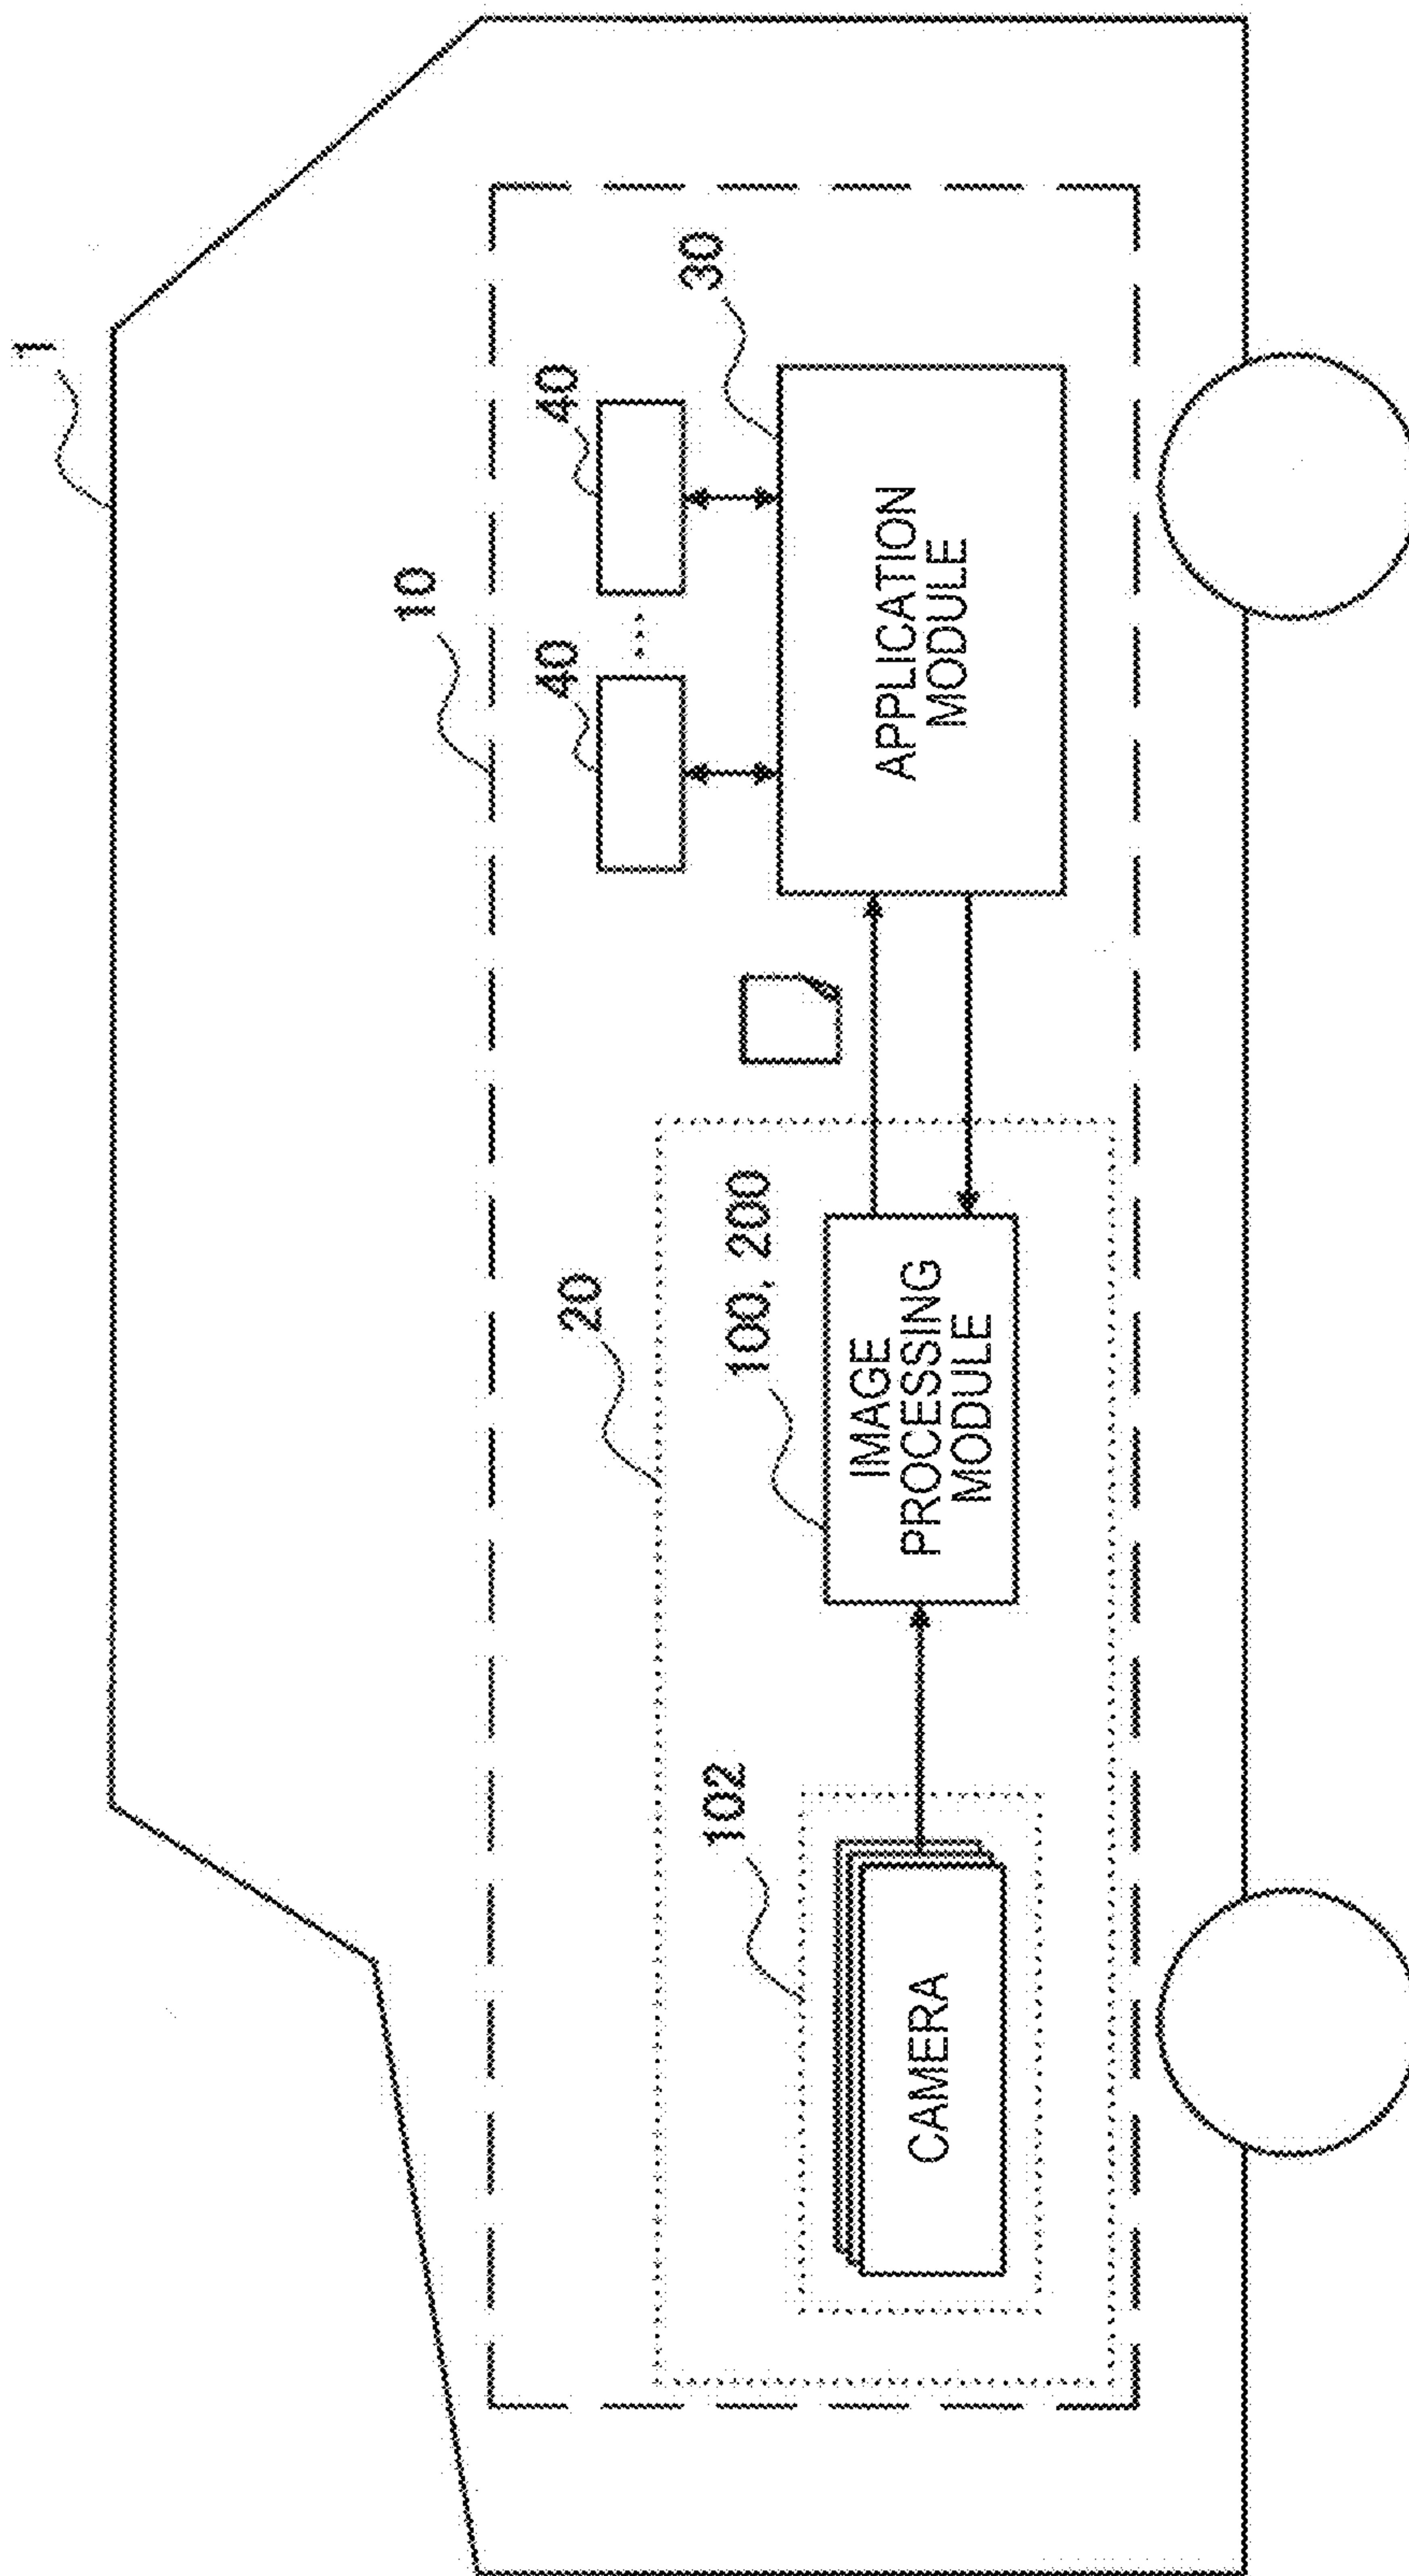 1
10
40
40
30
20
100, 200
102
CAMERA
IMAGE
PROCESSING
MODULE
APPLICATION
MODULE